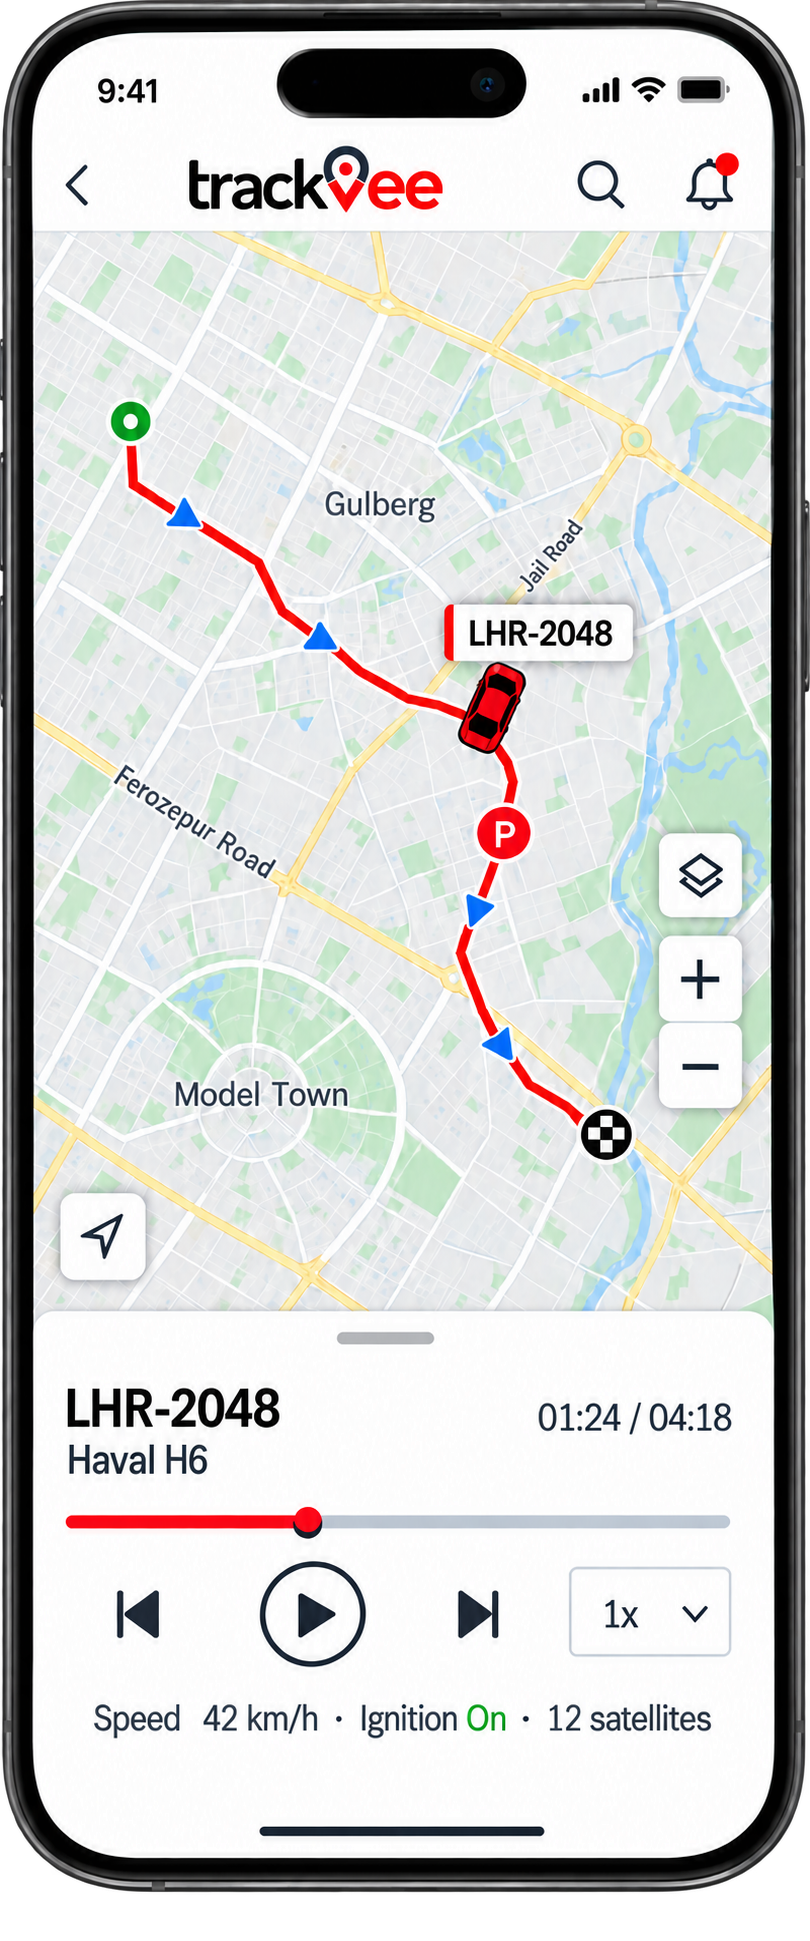 9:41
trackvee
Gulberg
Jail Road
LHR-2048
Ferozepur Road
P
Model Town
LHR-2048
01:24 / 04:18
Haval H6
1x
Speed 42 km/h · Ignition On · 12 satellites